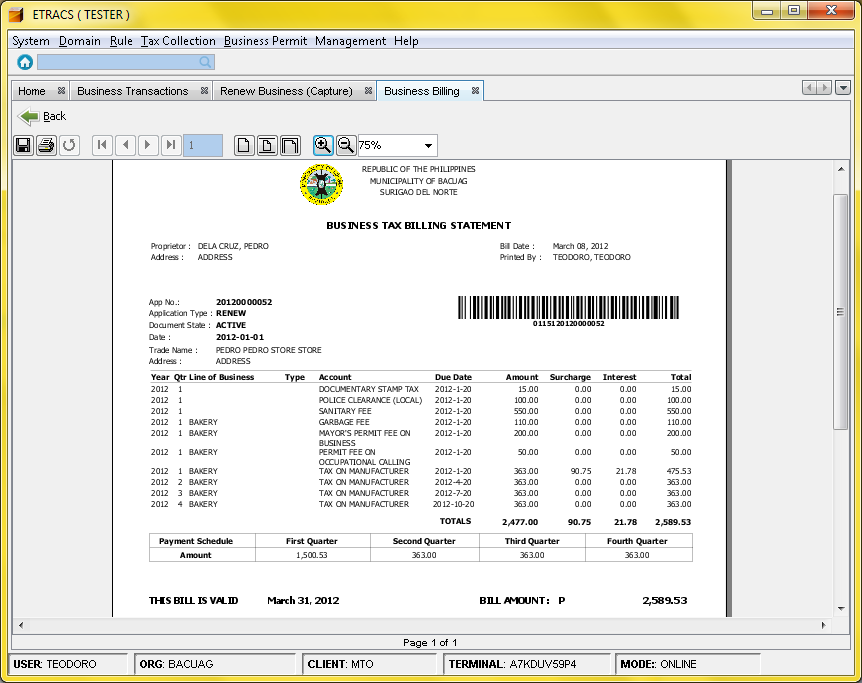 ETRACS ( TESTER )
System Domain Rule Tax Collection Business Permit Management Help
Home Business Transactions Renew Business (Capture) Business Billing
Back
1 75%
REPUBLIC OF THE PHILIPPINES
MUNICIPALITY OF BACUAG
SURIGAO DEL NORTE
BUSINESS TAX BILLING STATEMENT
Proprietor : DELA CRUZ, PEDRO Bill Date : March 08, 2012
Address : ADDRESS Printed By : TEODORO, TEODORO
App No.: 20120000052
Application Type : RENEW
Document State : ACTIVE
0115120120000052
Date : 2012-01-01
Trade Name : PEDRO PEDRO STORE STORE
Address : ADDRESS
Year Qtr Line of Business Type Account Due Date Amount Surcharge Interest Total
2012 1 DOCUMENTARY STAMP TAX 2012-1-20 15.00 0.00 0.00 15.00
2012 1 POLICE CLEARANCE (LOCAL) 2012-1-20 100.00 0.00 0.00 100.00
2012 1 SANITARY FEE 2012-1-20 550.00 0.00 0.00 550.00
2012 1 BAKERY GARBAGE FEE 2012-1-20 110.00 0.00 0.00 110.00
2012 1 BAKERY MAYOR'S PERMIT FEE ON 2012-1-20 200.00 0.00 0.00 200.00
BUSINESS
2012 1 BAKERY PERMIT FEE ON 2012-1-20 50.00 0.00 0.00 50.00
OCCUPATIONAL CALLING
2012 1 BAKERY TAX ON MANUFACTURER 2012-1-20 363.00 90.75 21.78 475.53
2012 2 BAKERY TAX ON MANUFACTURER 2012-4-20 363.00 0.00 0.00 363.00
2012 3 BAKERY TAX ON MANUFACTURER 2012-7-20 363.00 0.00 0.00 363.00
2012 4 BAKERY TAX ON MANUFACTURER 2012-10-20 363.00 0.00 0.00 363.00
TOTALS 2,477.00 90.75 21.78 2,589.53
Payment Schedule First Quarter Second Quarter Third Quarter Fourth Quarter
Amount 1,500.53 363.00 363.00 363.00
THIS BILL IS VALID March 31, 2012 BILL AMOUNT: P 2,589.53
Page 1 of 1
USER: TEODORO ORG: BACUAG CLIENT: MTO TERMINAL: A7KDUV59P4 MODE:: ONLINE